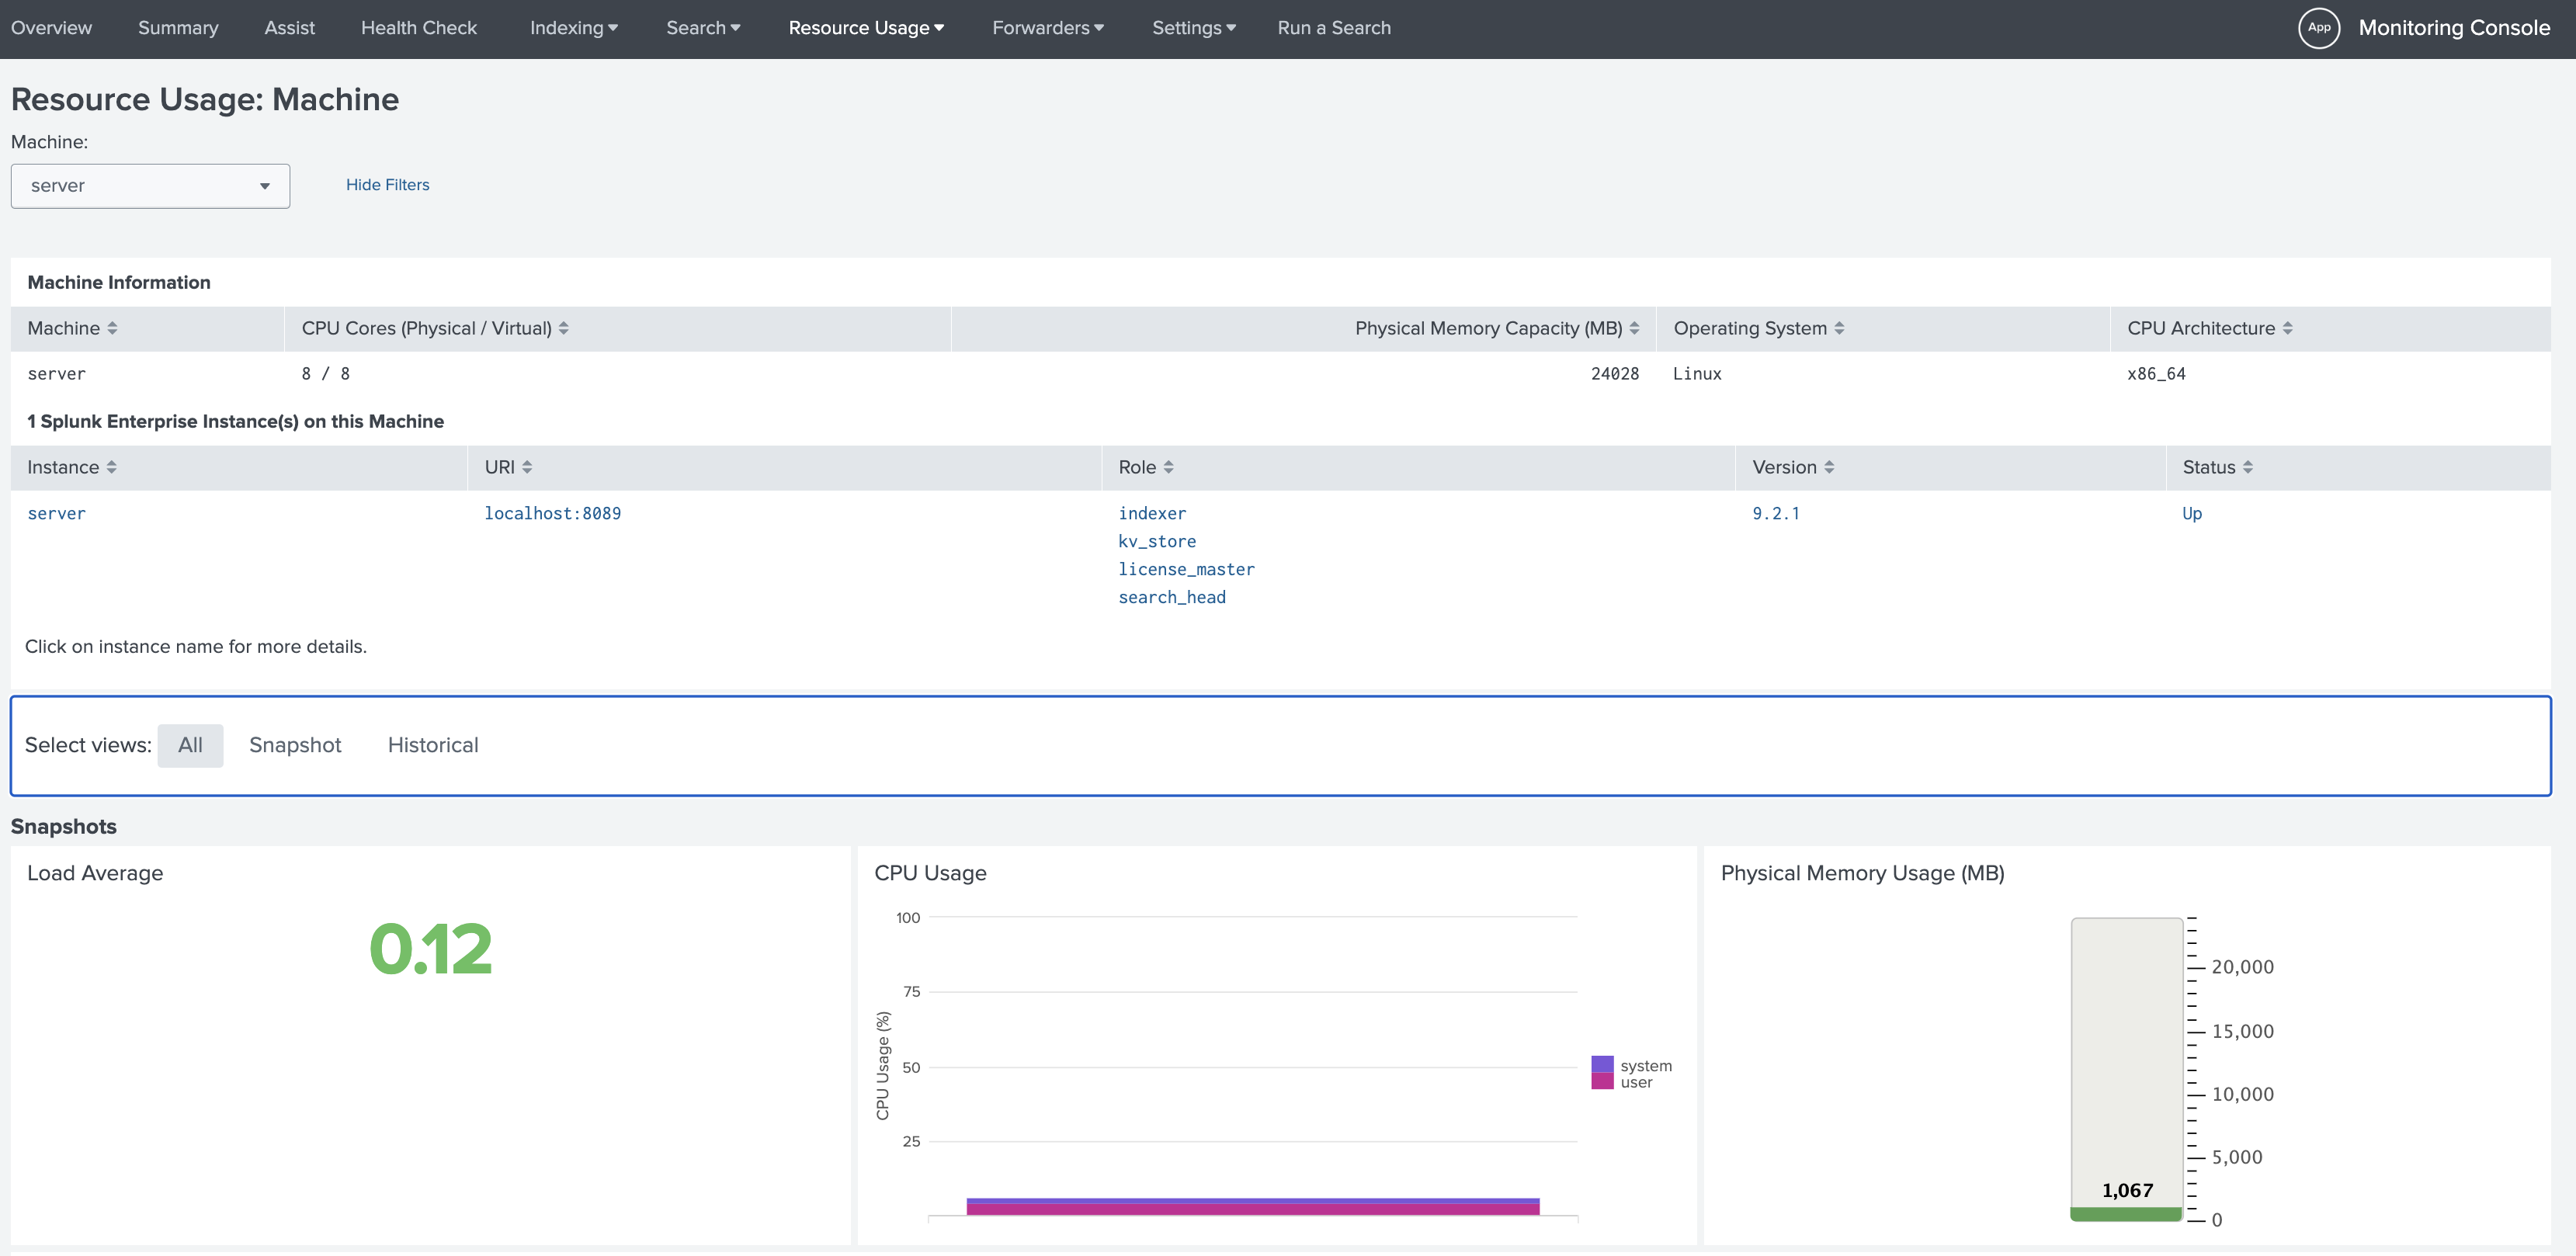 Overview Summary Assist Health Check Indexing Search Resource Usage Forwarders Settings Run a Search App Monitoring Console
Resource Usage: Machine
Machine:
server Hide Filters
Machine Information
Machine CPU Cores (Physical / Virtual) Physical Memory Capacity (MB) Operating System CPU Architecture
server 8 / 8 24028 Linux x86_64
1 Splunk Enterprise Instance(s) on this Machine
Instance URI Role Version Status
server localhost:8089 indexer 9.2.1 Up
kv_store
license_master
search_head
Click on instance name for more details.
Select views: All Snapshot Historical
Snapshots
Load Average
0.12
CPU Usage
100
75
50
25
CPU Usage (%)
system
user
Physical Memory Usage (MB)
20,000
15,000
10,000
5,000
0
1,067